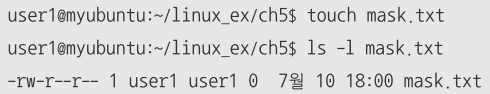 user1@myubuntu:~/linux_ex/ch5$ touch mask.txt
user1@myubuntu:~/linux_ex/ch5$ ls -l mask.txt
-rw-r--r-- 1 user1 user1 0  7월 10 18:00 mask.txt